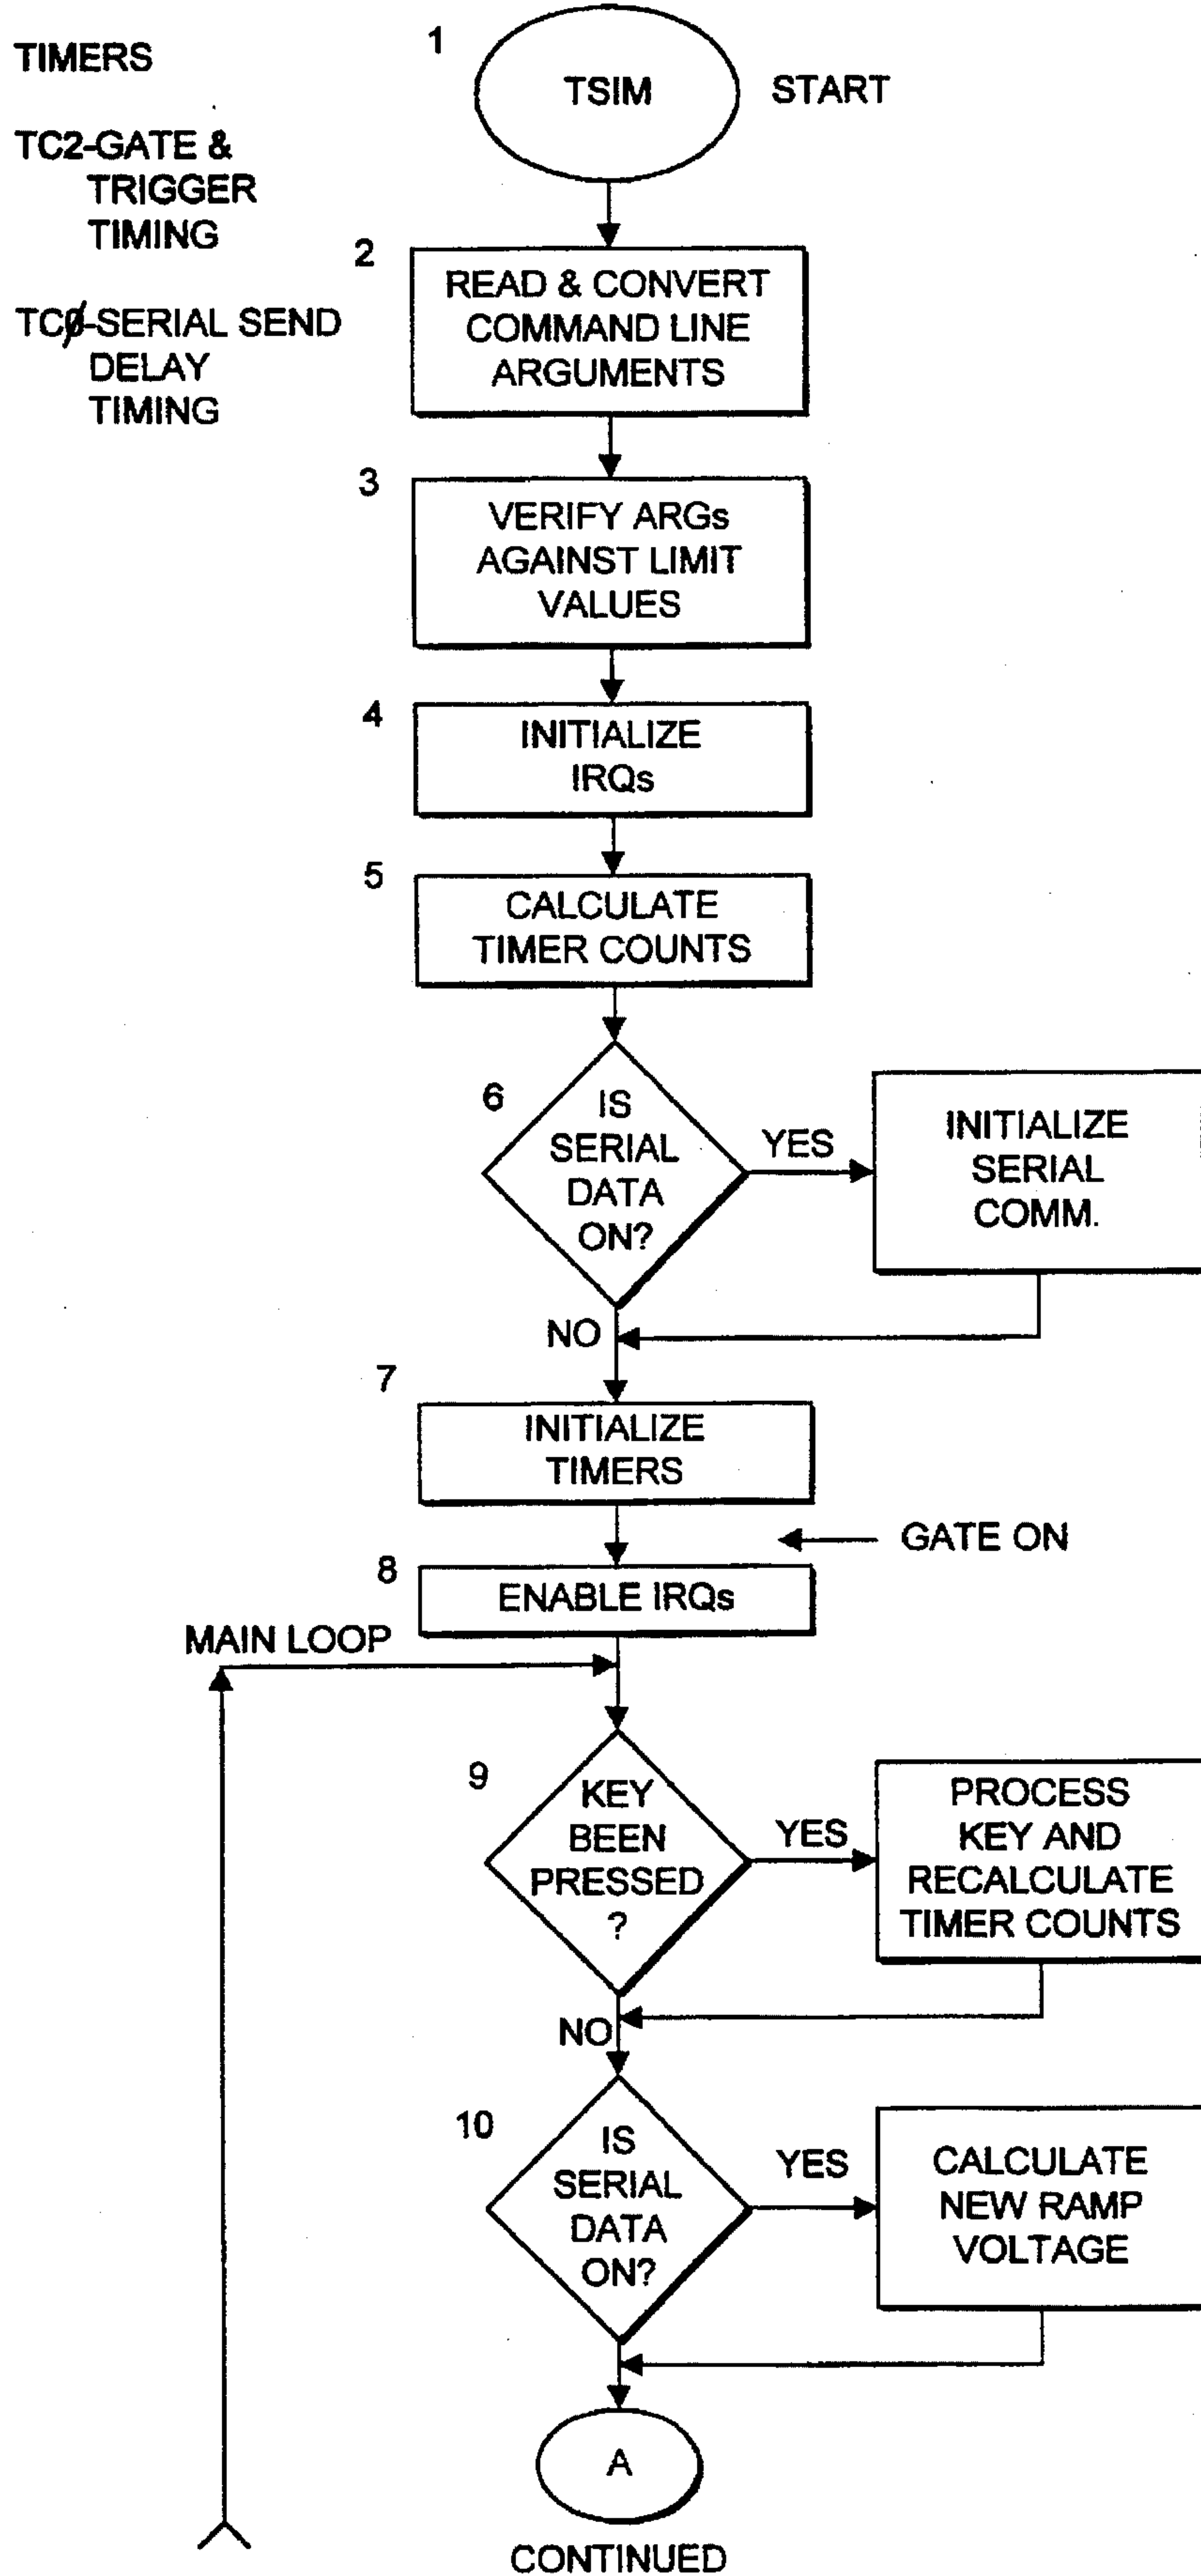 TIMERS
TC2-GATE &
TRIGGER
TIMING
TCØ-SERIAL SEND
DELAY
TIMING
1
TSIM
START
2
READ & CONVERT
COMMAND LINE
ARGUMENTS
3
VERIFY ARGs
AGAINST LIMIT
VALUES
4
INITIALIZE
IRQs
5
CALCULATE
TIMER COUNTS
6
IS
SERIAL
DATA
ON?
YES
INITIALIZE
SERIAL
COMM.
NO
7
INITIALIZE
TIMERS
GATE ON
8
ENABLE IRQs
MAIN LOOP
9
KEY
BEEN
PRESSED
?
YES
PROCESS
KEY AND
RECALCULATE
TIMER COUNTS
NO
10
IS
SERIAL
DATA
ON?
YES
CALCULATE
NEW RAMP
VOLTAGE
A
CONTINUED